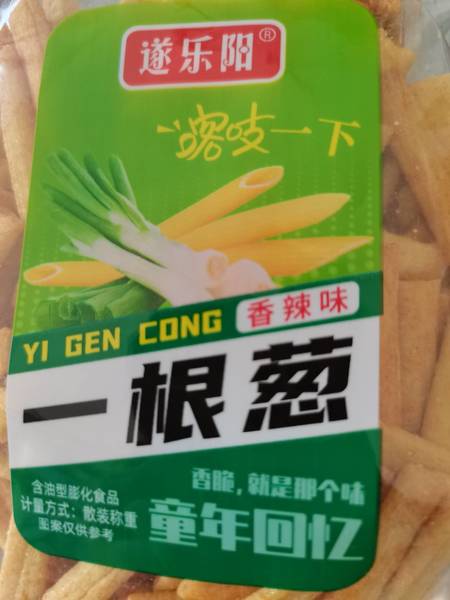 遂乐阳®
喀吱一下
YI GEN CONG 香辣味
一根葱
含油型膨化食品
计量方式：散装称重
图案仅供参考
香脆，就是那个味
童年回忆